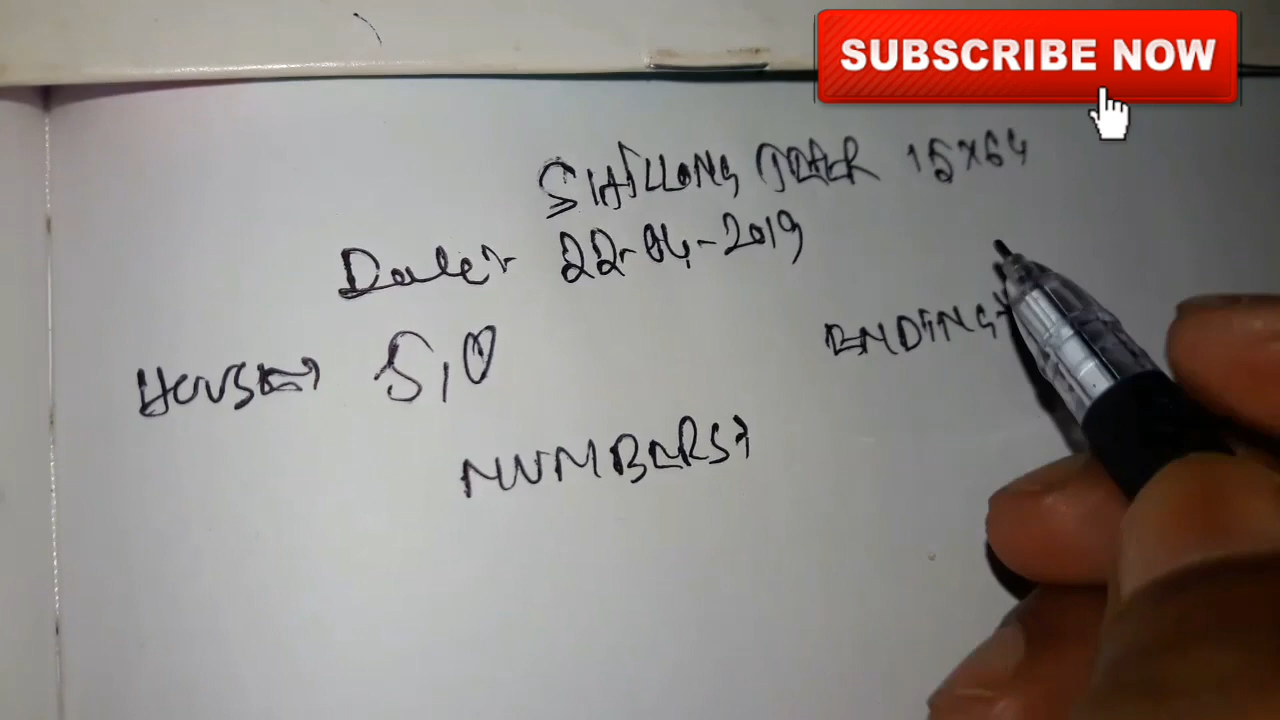 SUBSCRIBE NOW
SHILLONG TEER 15X64
Date:- 22-04-2019
HOUSE→ 5,0
ENDING→
NUMBERS→